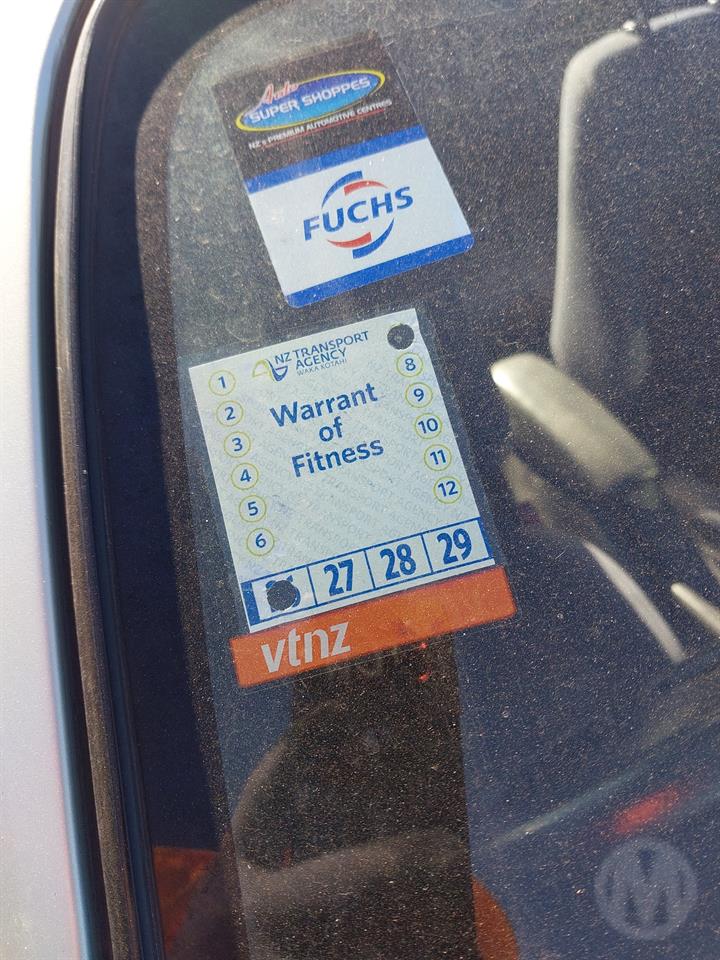 Auto
SUPER SHOPPES
NZ's PREMIUM AUTOMOTIVE CENTRES
FUCHS
NZ TRANSPORT
AGENCY
WAKA KOTAHI
Warrant
of
Fitness
1
2
3
4
5
6
8
9
10
11
12
27 28 29
vtnz
M